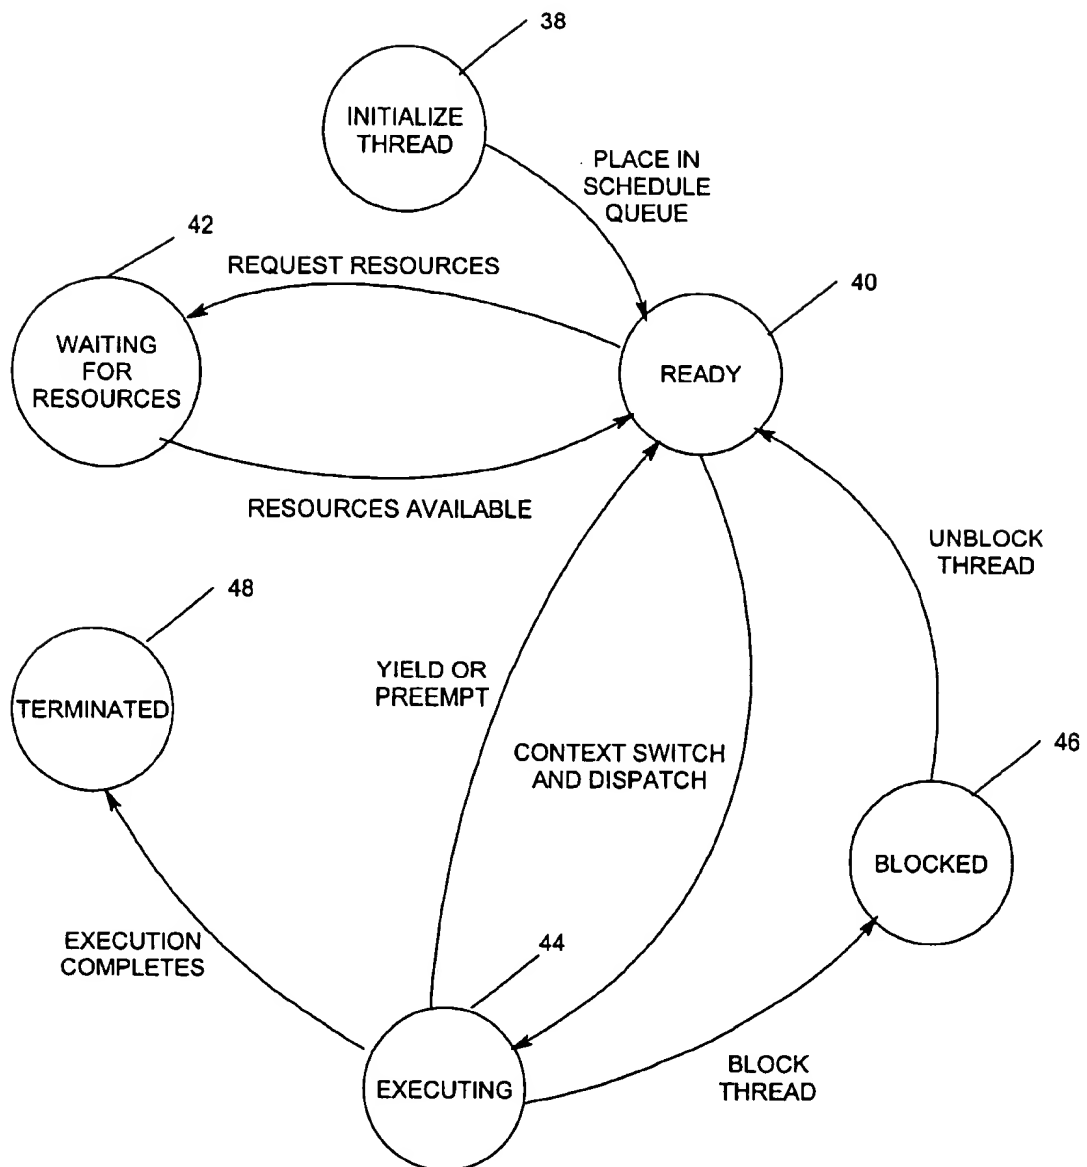 38
INITIALIZE
THREAD
PLACE IN
SCHEDULE
QUEUE
42
REQUEST RESOURCES
40
WAITING
FOR
RESOURCES
READY
RESOURCES AVAILABLE
UNBLOCK
THREAD
48
YIELD OR
PREEMPT
TERMINATED
CONTEXT SWITCH
AND DISPATCH
46
BLOCKED
EXECUTION
COMPLETES
44
BLOCK
THREAD
EXECUTING